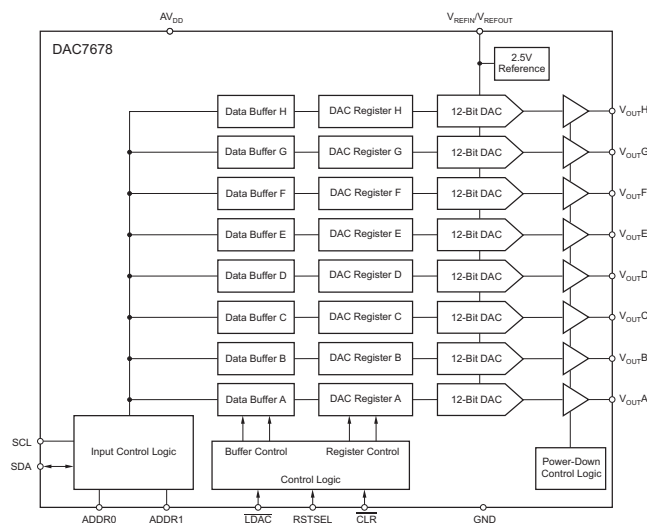 AVDD
VREFIN/VREFOUT
DAC7678
2.5V
Reference
Data Buffer H DAC Register H 12-Bit DAC VOUTH
Data Buffer G DAC Register G 12-Bit DAC VOUTG
Data Buffer F DAC Register F 12-Bit DAC VOUTF
Data Buffer E DAC Register E 12-Bit DAC VOUTE
Data Buffer D DAC Register D 12-Bit DAC VOUTD
Data Buffer C DAC Register C 12-Bit DAC VOUTC
Data Buffer B DAC Register B 12-Bit DAC VOUTB
Data Buffer A DAC Register A 12-Bit DAC VOUTA
SCL
SDA
Input Control Logic
Buffer Control Register Control
Control Logic
Power-Down
Control Logic
ADDR0 ADDR1 LDAC RSTSEL CLR GND